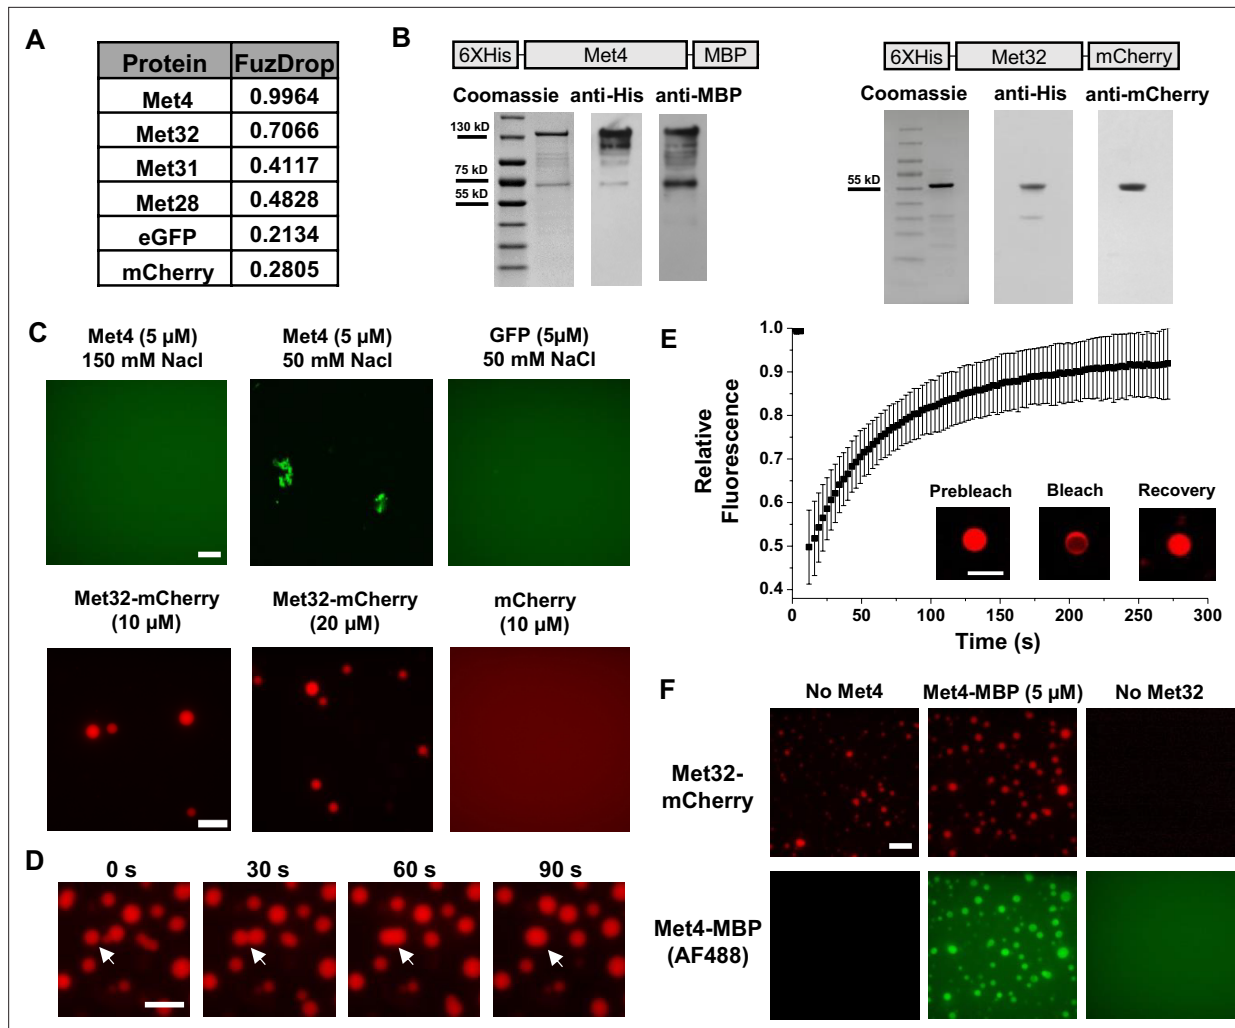 A
Protein FuzDrop
Met4 0.9964
Met32 0.7066
Met31 0.4117
Met28 0.4828
eGFP 0.2134
mCherry 0.2805
B
6XHis Met4 MBP
Coomassie anti-His anti-MBP
130 kD
75 kD
55 kD
6XHis Met32 mCherry
Coomassie anti-His anti-mCherry
55 kD
C
Met4 (5 µM)
150 mM Nacl
Met4 (5 µM)
50 mM Nacl
GFP (5µM)
50 mM NaCl
Met32-mCherry
(10 µM)
Met32-mCherry
(20 µM)
mCherry
(10 µM)
D
0 s 30 s 60 s 90 s
E
Relative
Fluorescence
1.0
0.9
0.8
0.7
0.6
0.5
0.4
Prebleach Bleach Recovery
0 50 100 150 200 250 300
Time (s)
F
No Met4 Met4-MBP (5 µM) No Met32
Met32-
mCherry
Met4-MBP
(AF488)